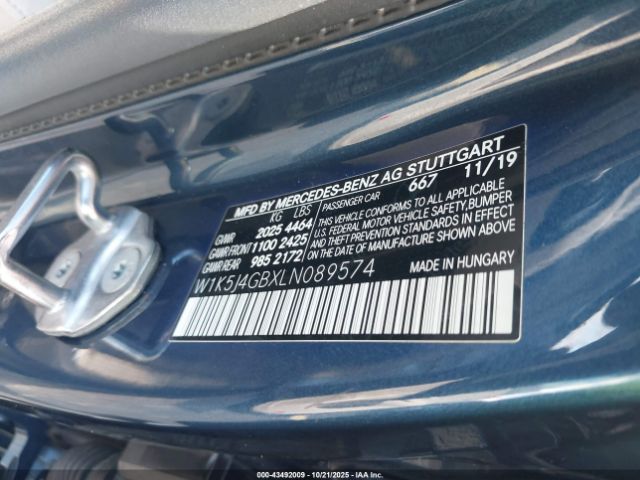 MFD BY MERCEDES-BENZ AG STUTTGART
667 11/19
KG LBS PASSENGER CAR
GVWR 2025 4464
GAWR FRONT 1100 2425
GAWR REAR 985 2172
THIS VEHICLE CONFORMS TO ALL APPLICABLE
U.S. FEDERAL MOTOR VEHICLE SAFETY, BUMPER
AND THEFT PREVENTION STANDARDS IN EFFECT
ON THE DATE OF MANUFACTURE SHOWN ABOVE.
W1K5J4GBXLN089574 MADE IN HUNGARY
000-43492009 - 10/21/2025 - IAAI.COM